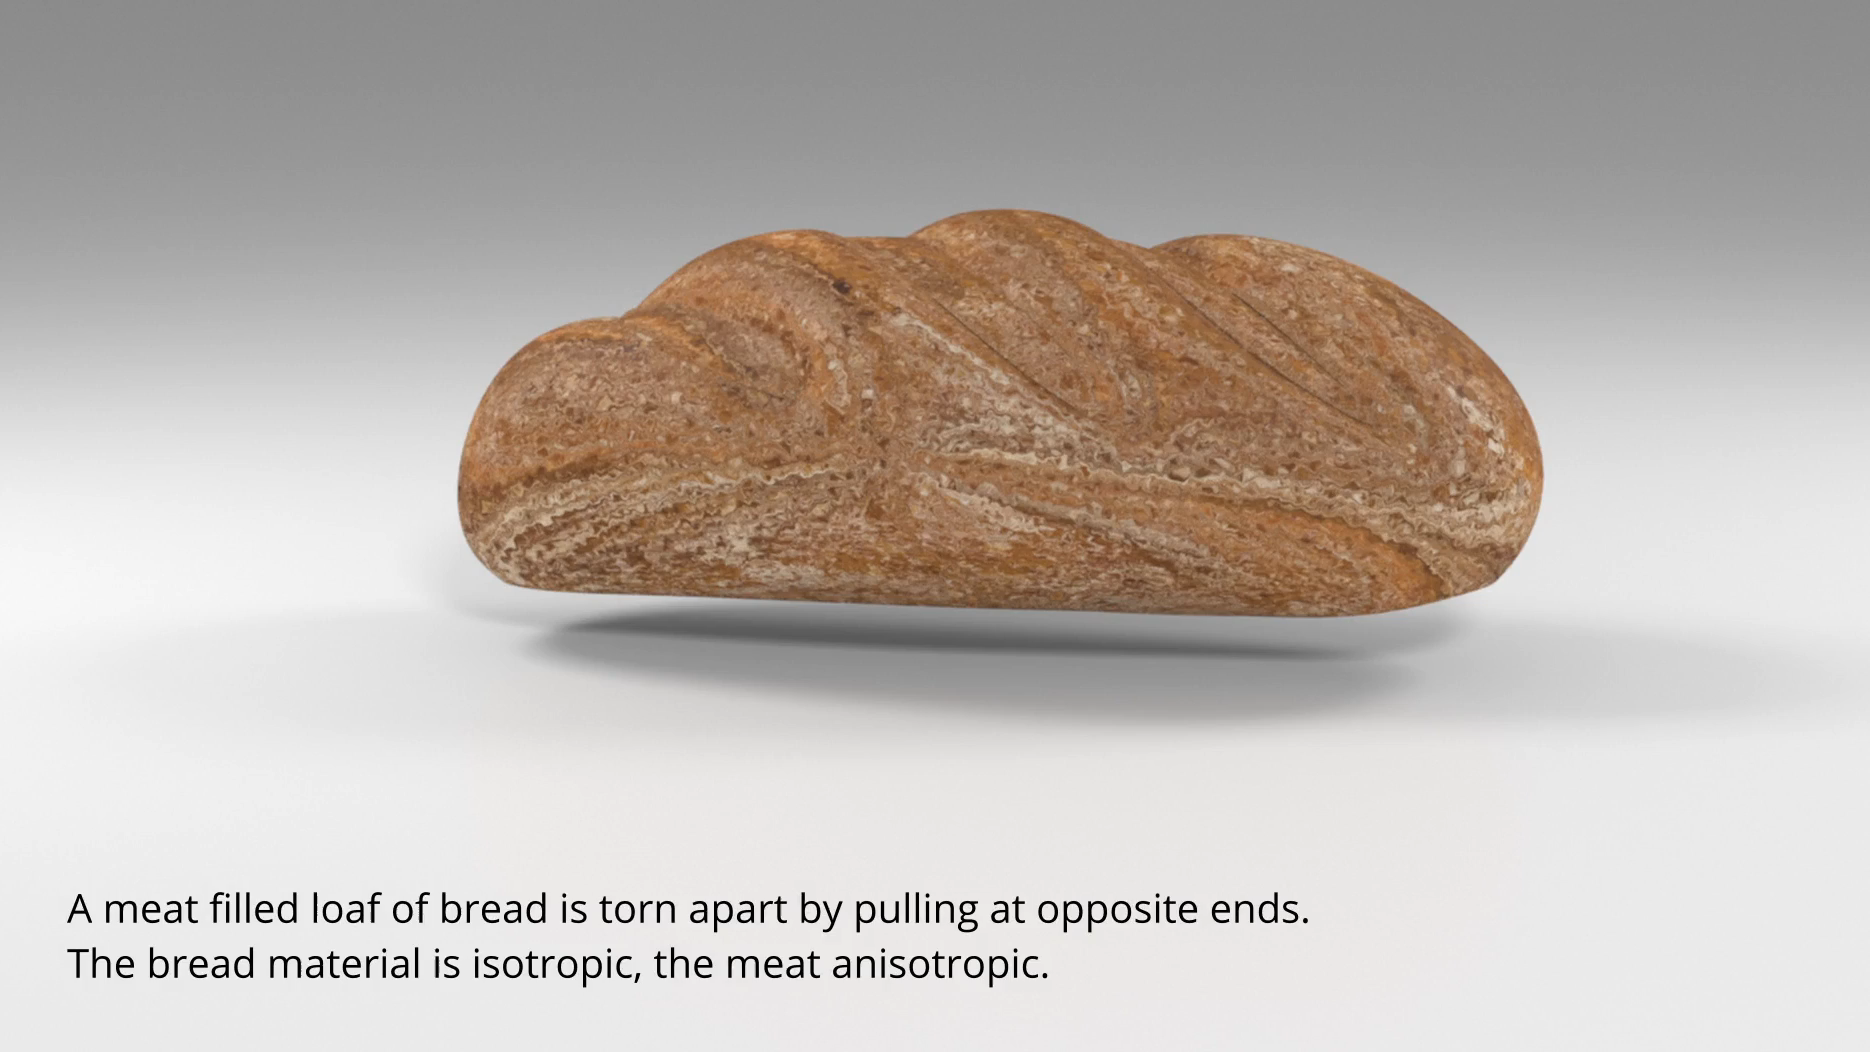 A meat filled loaf of bread is torn apart by pulling at opposite ends.
The bread material is isotropic, the meat anisotropic.